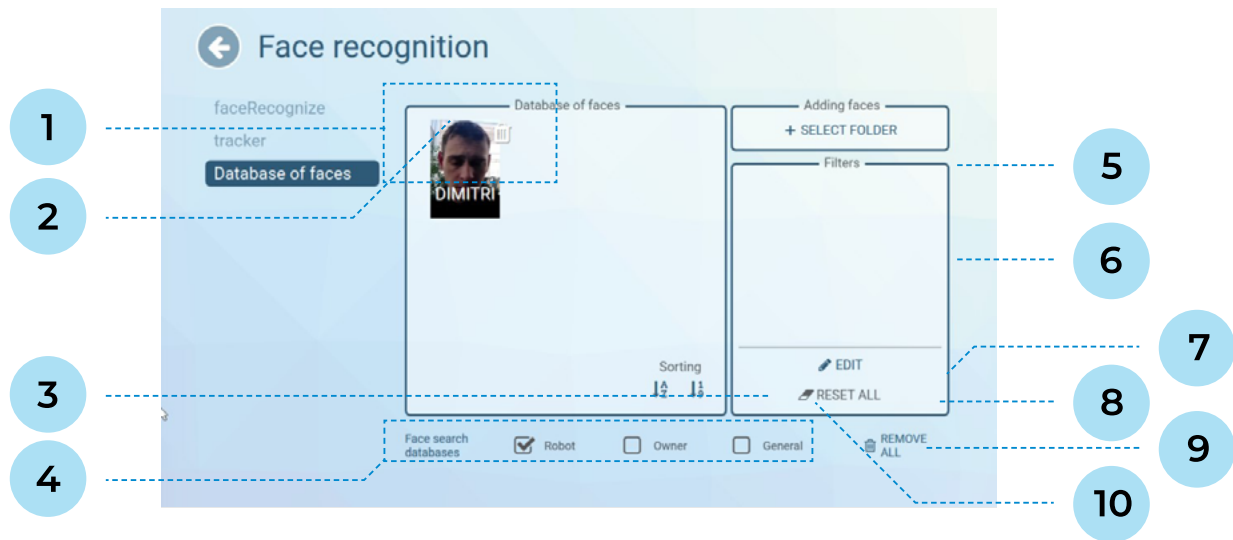 Face recognition
faceRecognize
tracker
Database of faces
Database of faces
DIMITRI
Sorting
Adding faces
+ SELECT FOLDER
Filters
EDIT
RESET ALL
Face search
databases
Robot
Owner
General
REMOVE
ALL
1
2
3
4
5
6
7
8
9
10